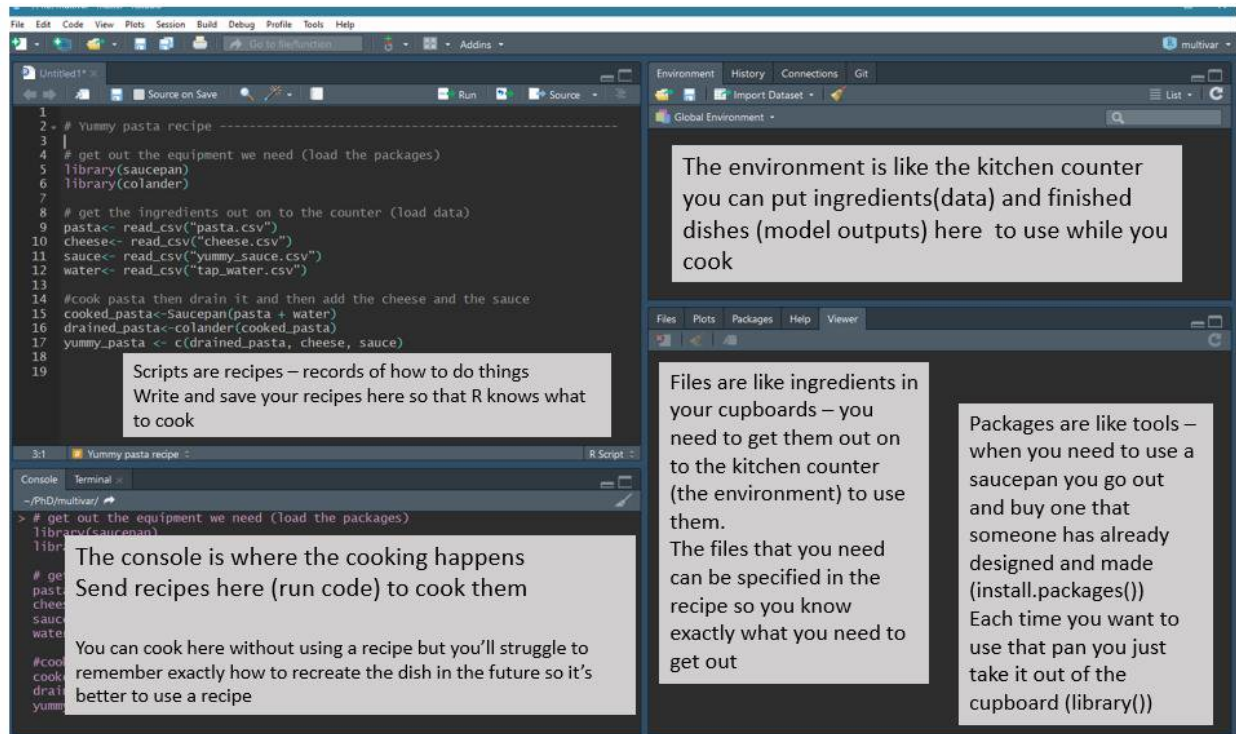 File Edit Code View Plots Session Build Debug Profile Tools Help
Go to file/function
Addins
multivar
Untitled1*
Source on Save
Run
Source
1
2 # Yummy pasta recipe ------------------------------------------------------
3
4 # get out the equipment we need (load the packages)
5 library(saucepan)
6 library(colander)
7
8 # get the ingredients out on to the counter (load data)
9 pasta<- read_csv("pasta.csv")
10 cheese<- read_csv("cheese.csv")
11 sauce<- read_csv("yummy_sauce.csv")
12 water<- read_csv("tap_water.csv")
13
14 #cook pasta then drain it and then add the cheese and the sauce
15 cooked_pasta<-Saucepan(pasta + water)
16 drained_pasta<-colander(cooked_pasta)
17 yummy_pasta <- c(drained_pasta, cheese, sauce)
18
19
Scripts are recipes – records of how to do things
Write and save your recipes here so that R knows what
to cook
3:1 Yummy pasta recipe R Script
Console Terminal
~/PhD/multivar/
> # get out the equipment we need (load the packages)
library(saucepan)
libr
# ge
past
chee
sauc
wate
#cool
cook
drai
yumm
The console is where the cooking happens
Send recipes here (run code) to cook them
You can cook here without using a recipe but you'll struggle to
remember exactly how to recreate the dish in the future so it's
better to use a recipe
Environment History Connections Git
Import Dataset
List
Global Environment
The environment is like the kitchen counter
you can put ingredients(data) and finished
dishes (model outputs) here to use while you
cook
Files Plots Packages Help Viewer
Files are like ingredients in
your cupboards – you
need to get them out on
to the kitchen counter
(the environment) to use
them.
The files that you need
can be specified in the
recipe so you know
exactly what you need to
get out
Packages are like tools –
when you need to use a
saucepan you go out
and buy one that
someone has already
designed and made
(install.packages())
Each time you want to
use that pan you just
take it out of the
cupboard (library())